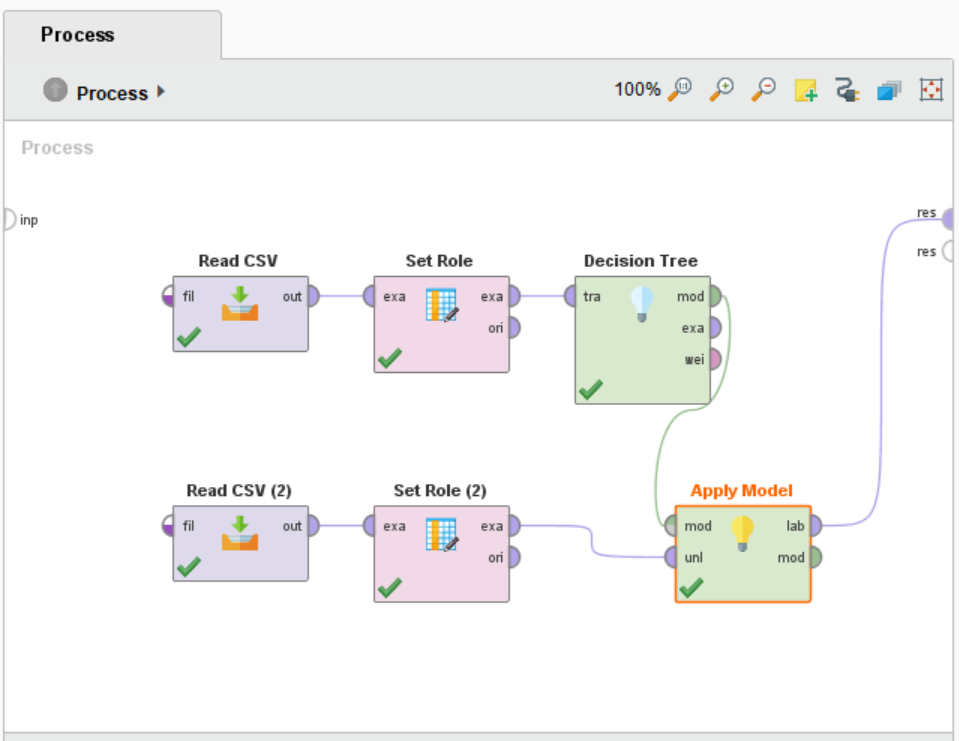 Process
Process
100%
Process
inp
res
res
Read CSV
fil
out
Set Role
exa
exa
ori
Decision Tree
tra
mod
exa
wei
Read CSV (2)
fil
out
Set Role (2)
exa
exa
ori
Apply Model
mod
lab
unl
mod